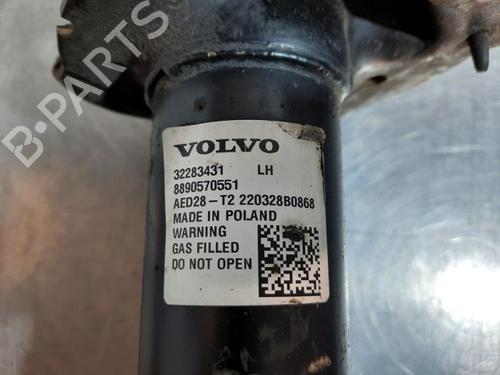 B-PARTS
VOLVO
32283431 LH
8890570551
AED28-T2 220328B0868
MADE IN POLAND
WARNING
GAS FILLED
DO NOT OPEN